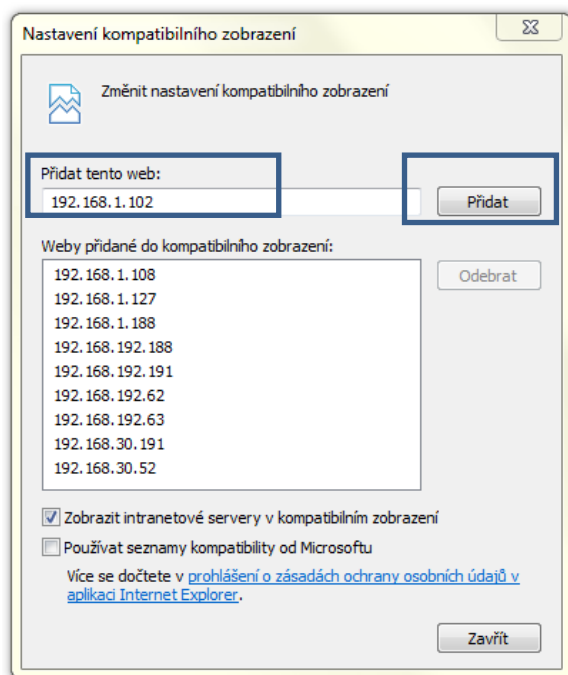 Nastavení kompatibilního zobrazení
Změnit nastavení kompatibilního zobrazení
Přidat tento web:
192.168.1.102
Přidat
Weby přidané do kompatibilního zobrazení:
192.168.1.108
192.168.1.127
192.168.1.188
192.168.192.188
192.168.192.191
192.168.192.62
192.168.192.63
192.168.30.191
192.168.30.52
Odebrat
Zobrazit intranetové servery v kompatibilním zobrazení
Používat seznamy kompatibility od Microsoftu
Více se dočtete v prohlášení o zásadách ochrany osobních údajů v
aplikaci Internet Explorer.
Zavřít